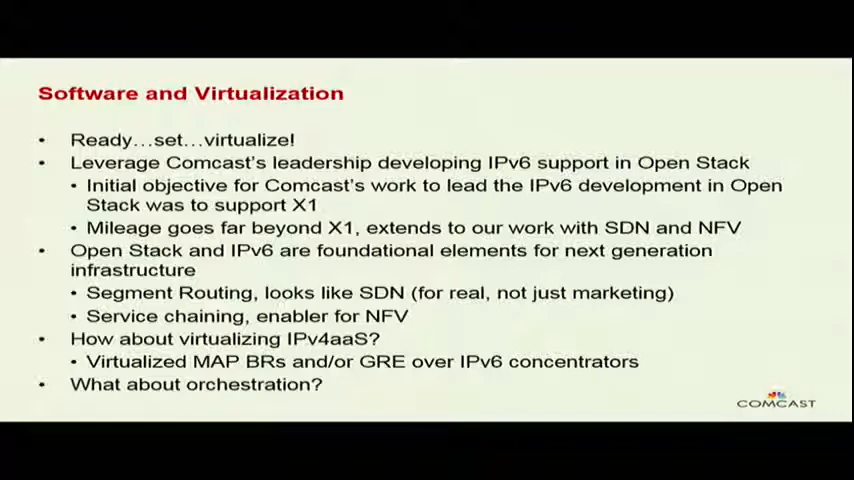 Software and Virtualization
• Ready…set…virtualize!
• Leverage Comcast's leadership developing IPv6 support in Open Stack
• Initial objective for Comcast's work to lead the IPv6 development in Open
Stack was to support X1
• Mileage goes far beyond X1, extends to our work with SDN and NFV
• Open Stack and IPv6 are foundational elements for next generation
infrastructure
• Segment Routing, looks like SDN (for real, not just marketing)
• Service chaining, enabler for NFV
• How about virtualizing IPv4aaS?
• Virtualized MAP BRs and/or GRE over IPv6 concentrators
• What about orchestration?
COMCAST